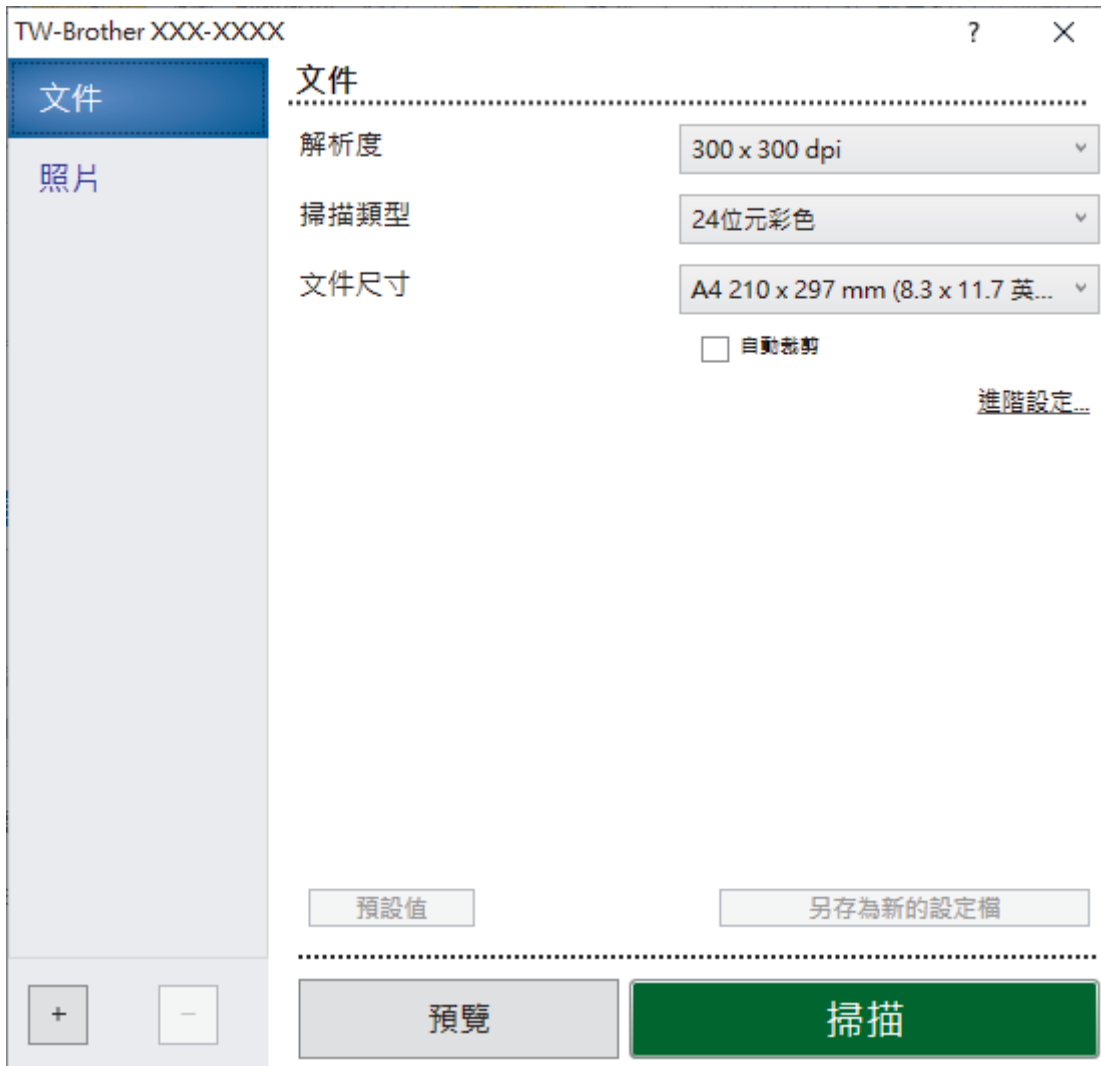 TW-Brother XXX-XXXX ?
文件
照片
文件
解析度 300 x 300 dpi
掃描類型 24位元彩色
文件尺寸 A4 210 x 297 mm (8.3 x 11.7 英...
自動裁剪
進階設定...
預設值 另存為新的設定檔
+ − 預覽 掃描